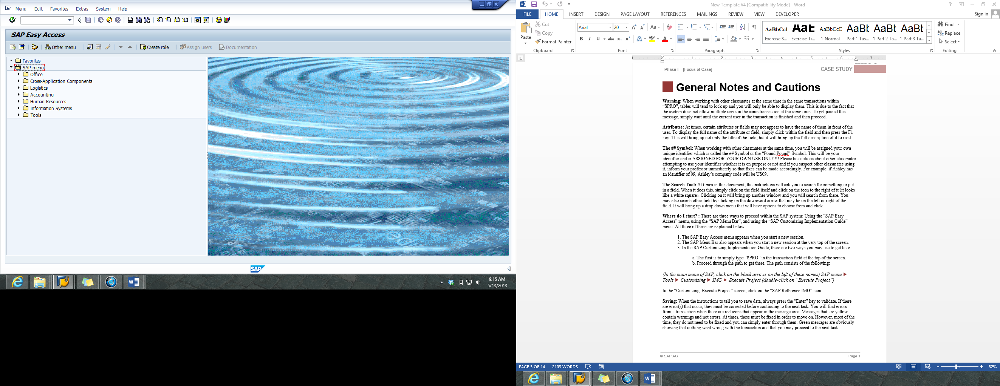 Menu Edit Favorites Extras System Help
SAP Easy Access
Other menu Create role Assign users Documentation
Favorites
SAP menu
Office
Cross-Application Components
Logistics
Accounting
Human Resources
Information Systems
Tools
SAP
9:15 AM
5/13/2013
New Template V4 [Compatibility Mode] - Word
FILE HOME INSERT DESIGN PAGE LAYOUT REFERENCES MAILINGS REVIEW VIEW DEVELOPER Sign in
Paste Cut Copy Format Painter
Arial 20
AaBbCcI AaB AaBbCcD AaBb AaBb AaBb
Exercise S... Exercise Ti... ¶ Normal Part 1 Tas... ¶ Part 2 Ta... ¶ Part 3 Ta...
Find
Replace
Select
Clipboard Font Paragraph Styles Editing
1 1 2 3 4 5 6 7
Phase I – [Focus of Case] CASE STUDY
General Notes and Cautions
Warning: When working with other classmates at the same time in the same transactions within
“SPRO”, tables will tend to lock up and you will only be able to display them. This is due to the fact that
the system does not allow multiple users in the same transaction at the same time. To get passed this
message, simply wait until the current user in the transaction is finished and then proceed.
Attributes: At times, certain attributes or fields may not appear to have the name of them in front of the
user. To display the full name of the attribute or field, simply click within the field and then press the F1
key. This will bring up not only the title of the field, but it will bring up the full description of it to read.
The ## Symbol: When working with other classmates at the same time, you will be assigned your own
unique identifier which is called the ## Symbol or the “Pound Pound” Symbol. This will be your
identifier and is ASSIGNED FOR YOUR OWN USE ONLY!!! Please be cautious about other classmates
attempting to use your identifier whether it is on purpose or not and if you suspect other classmates using
it, inform your professor immediately so that fixes can be made accordingly. For example, if Ashley has
an identifier of 09, Ashley’s company code will be US09.
The Search Tool: At times in this document, the instructions will ask you to search for something to put
in a field. When it does this, simply click on the field itself and click on the icon to the right of it (it looks
like a white square). Clicking on it will bring up another window and you will search from there. You
may also search other field by clicking on the downward arrow that may be on the left or right of the
field. It will bring up a drop down menu that will have options to choose from and click.
Where do I start? : There are three ways to proceed within the SAP system: Using the “SAP Easy
Access” menu, using the “SAP Menu Bar”, and using the “SAP Customizing Implementation Guide”
menu. All three of these are explained below:
1. The SAP Easy Access menu appears when you start a new session.
2. The SAP Menu Bar also appears when you start a new session at the very top of the screen.
3. In the SAP Customizing Implementation Guide, there are two ways you may use to get here:
a. The first is to simply type “SPRO” in the transaction field at the top of the screen.
b. Proceed through the path to get there. The path consists of the following:
(In the main menu of SAP, click on the black arrows on the left of these names) SAP menu ►
Tools ► Customizing ► IMG ► Execute Project (double-click on “Execute Project”)
In the “Customizing: Execute Project” screen, click on the “SAP Reference IMG” icon.
Saving: When the instructions to tell you to save data, always press the “Enter” key to validate. If there
are error(s) that occur, they must be corrected before continuing to the next task. You will find errors
from a transaction when there are red icons that appear in the message area. Messages that are yellow
contain warnings and not errors. At times, these must be fixed in order to move on. However, most of the
time, they do not need to be fixed and you can simply enter through them. Green messages are obviously
showing that nothing went wrong with the transaction and that you may proceed to the next task.
© SAP AG Page 1
PAGE 3 OF 14 2103 WORDS 82%